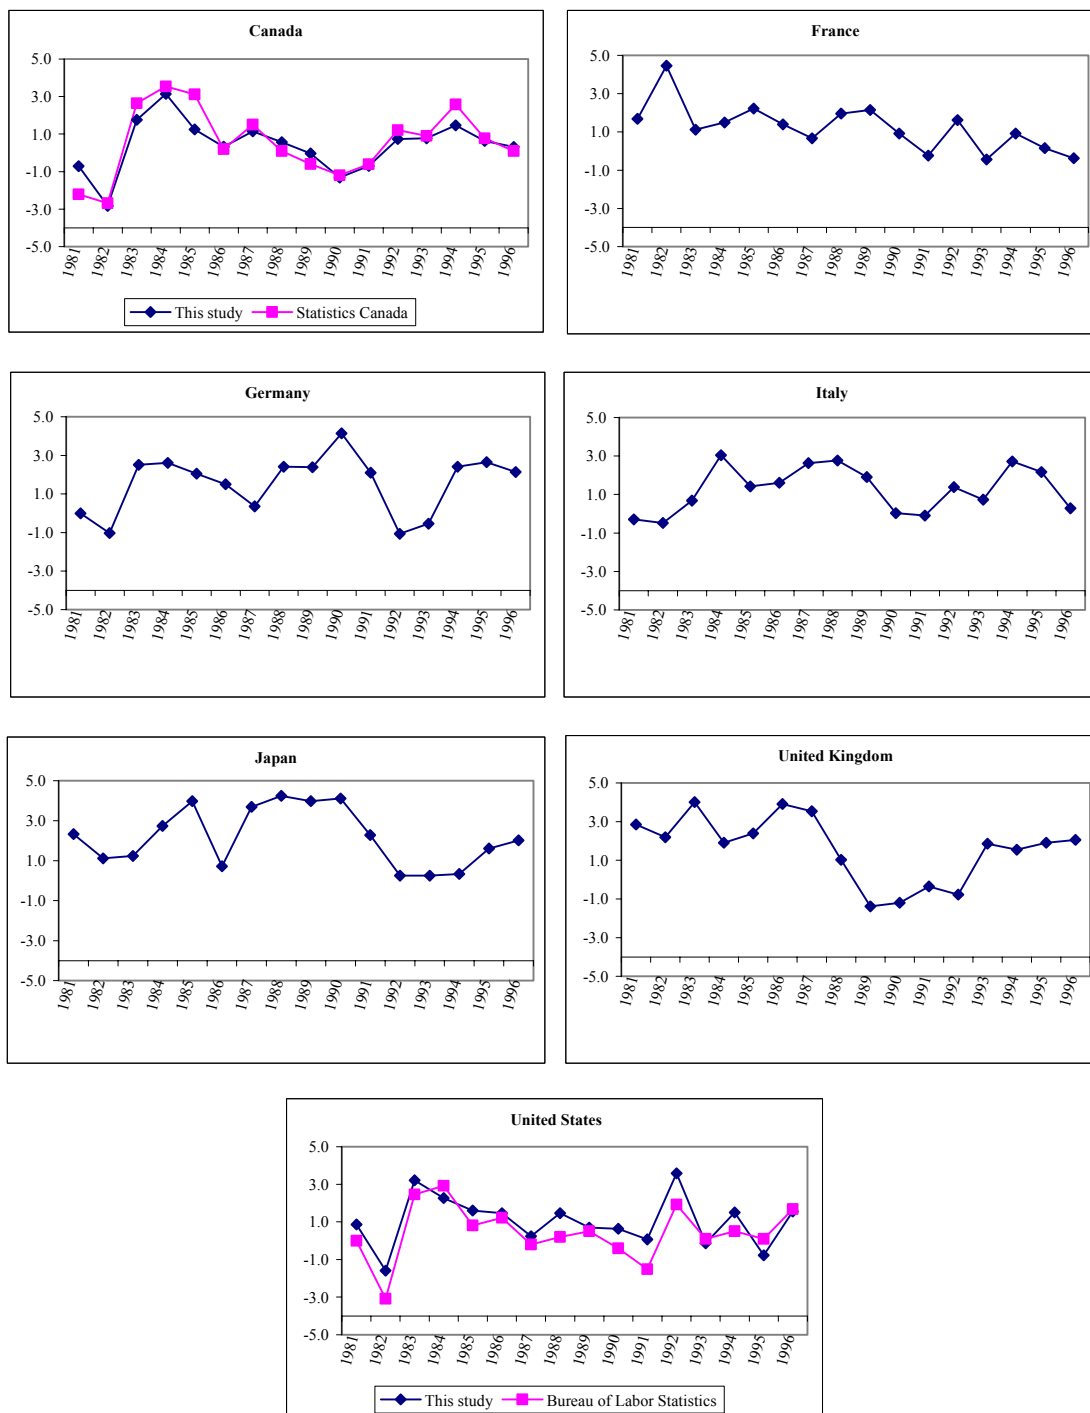 Canada
5.0
3.0
1.0
-1.0
-3.0
-5.0
1981 1982 1983 1984 1985 1986 1987 1988 1989 1990 1991 1992 1993 1994 1995 1996
This study Statistics Canada
France
5.0
3.0
1.0
-1.0
-3.0
-5.0
1981 1982 1983 1984 1985 1986 1987 1988 1989 1990 1991 1992 1993 1994 1995 1996
Germany
5.0
3.0
1.0
-1.0
-3.0
-5.0
1981 1982 1983 1984 1985 1986 1987 1988 1989 1990 1991 1992 1993 1994 1995 1996
Italy
5.0
3.0
1.0
-1.0
-3.0
-5.0
1981 1982 1983 1984 1985 1986 1987 1988 1989 1990 1991 1992 1993 1994 1995 1996
Japan
5.0
3.0
1.0
-1.0
-3.0
-5.0
1981 1982 1983 1984 1985 1986 1987 1988 1989 1990 1991 1992 1993 1994 1995 1996
United Kingdom
5.0
3.0
1.0
-1.0
-3.0
-5.0
1981 1982 1983 1984 1985 1986 1987 1988 1989 1990 1991 1992 1993 1994 1995 1996
United States
5.0
3.0
1.0
-1.0
-3.0
-5.0
1981 1982 1983 1984 1985 1986 1987 1988 1989 1990 1991 1992 1993 1994 1995 1996
This study Bureau of Labor Statistics